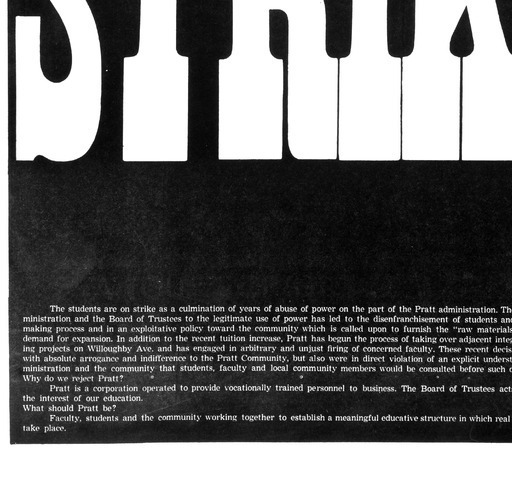 STRIK
The students are on strike as a culmination of years of abuse of power on the part of the Pratt administration. Th
ministration and the Board of Trustees to the legitimate use of power has led to the disenfranchisement of students and
making process and in an exploitative policy toward the community which is called upon to furnish the "raw materials
demand for expansion. In addition to the recent tuition increase, Pratt has begun the process of taking over adjacent integ
ing projects on Willoughby Ave. and has engaged in arbitrary and unjust firing of concerned faculty. These recent decis
with absolute arrogance and indifference to the Pratt Community, but also were in direct violation of an explicit underst
ministration and the community that students, faculty and local community members would be consulted before such d
Why do we reject Pratt?
Pratt is a corporation operated to provide vocationally trained personnel to business. The Board of Trustees acts
the interest of our education.
What should Pratt be?
Faculty, students and the community working together to establish a meaningful educative structure in which real
take place.